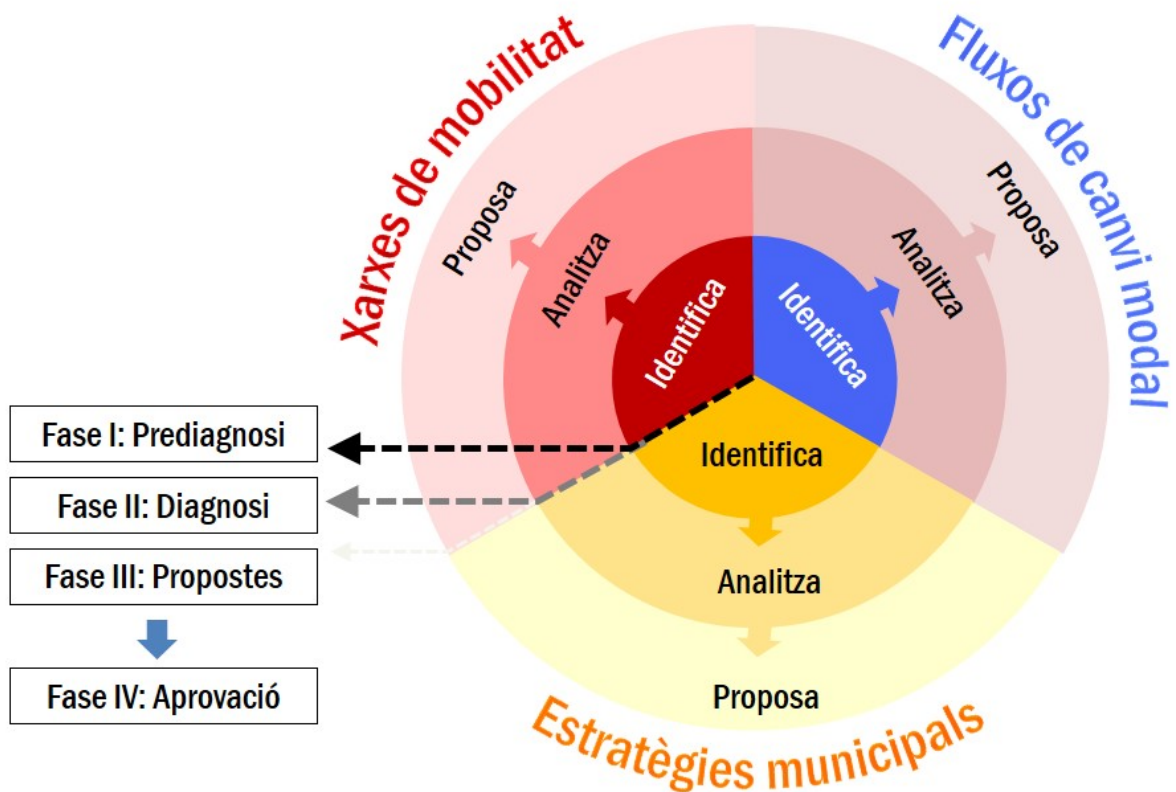 Xarxes de mobilitat
Proposa
Analitza
Identifica
Fluxos de canvi modal
Proposa
Analitza
Identifica
Identifica
Analitza
Proposa
Estratègies municipals
Fase I: Prediagnosi
Fase II: Diagnosi
Fase III: Propostes
Fase IV: Aprovació